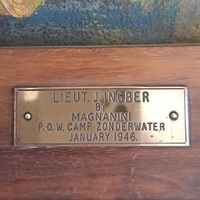 LIEUT. J. INGBER
BY
MAGNANINI
P.O.W. CAMP ZONDERWATER
JANUARY 1946.